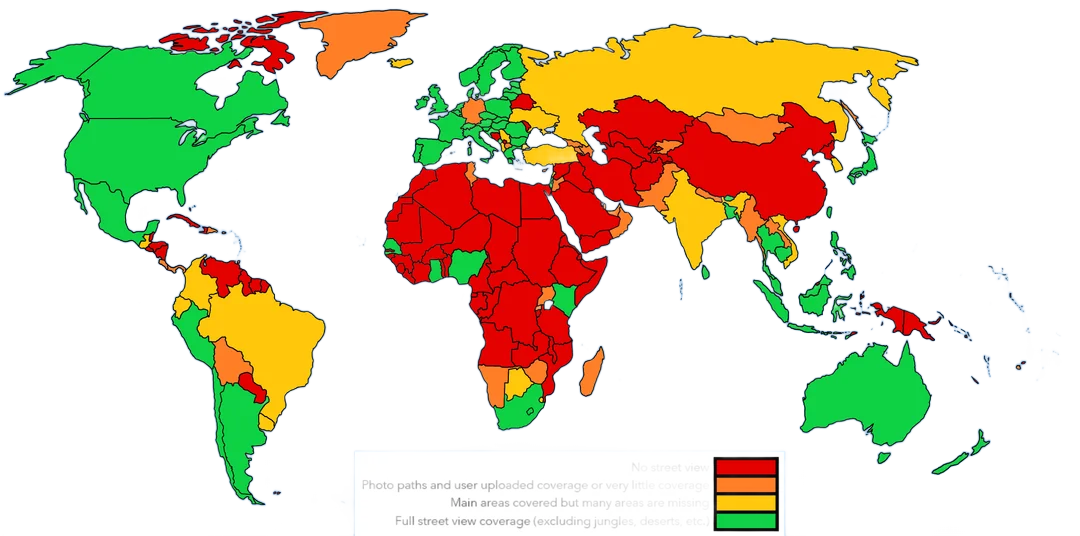 No street view
Photo paths and user uploaded coverage or very little coverage
Main areas covered but many areas are missing
Full street view coverage (excluding jungles, deserts, etc.)